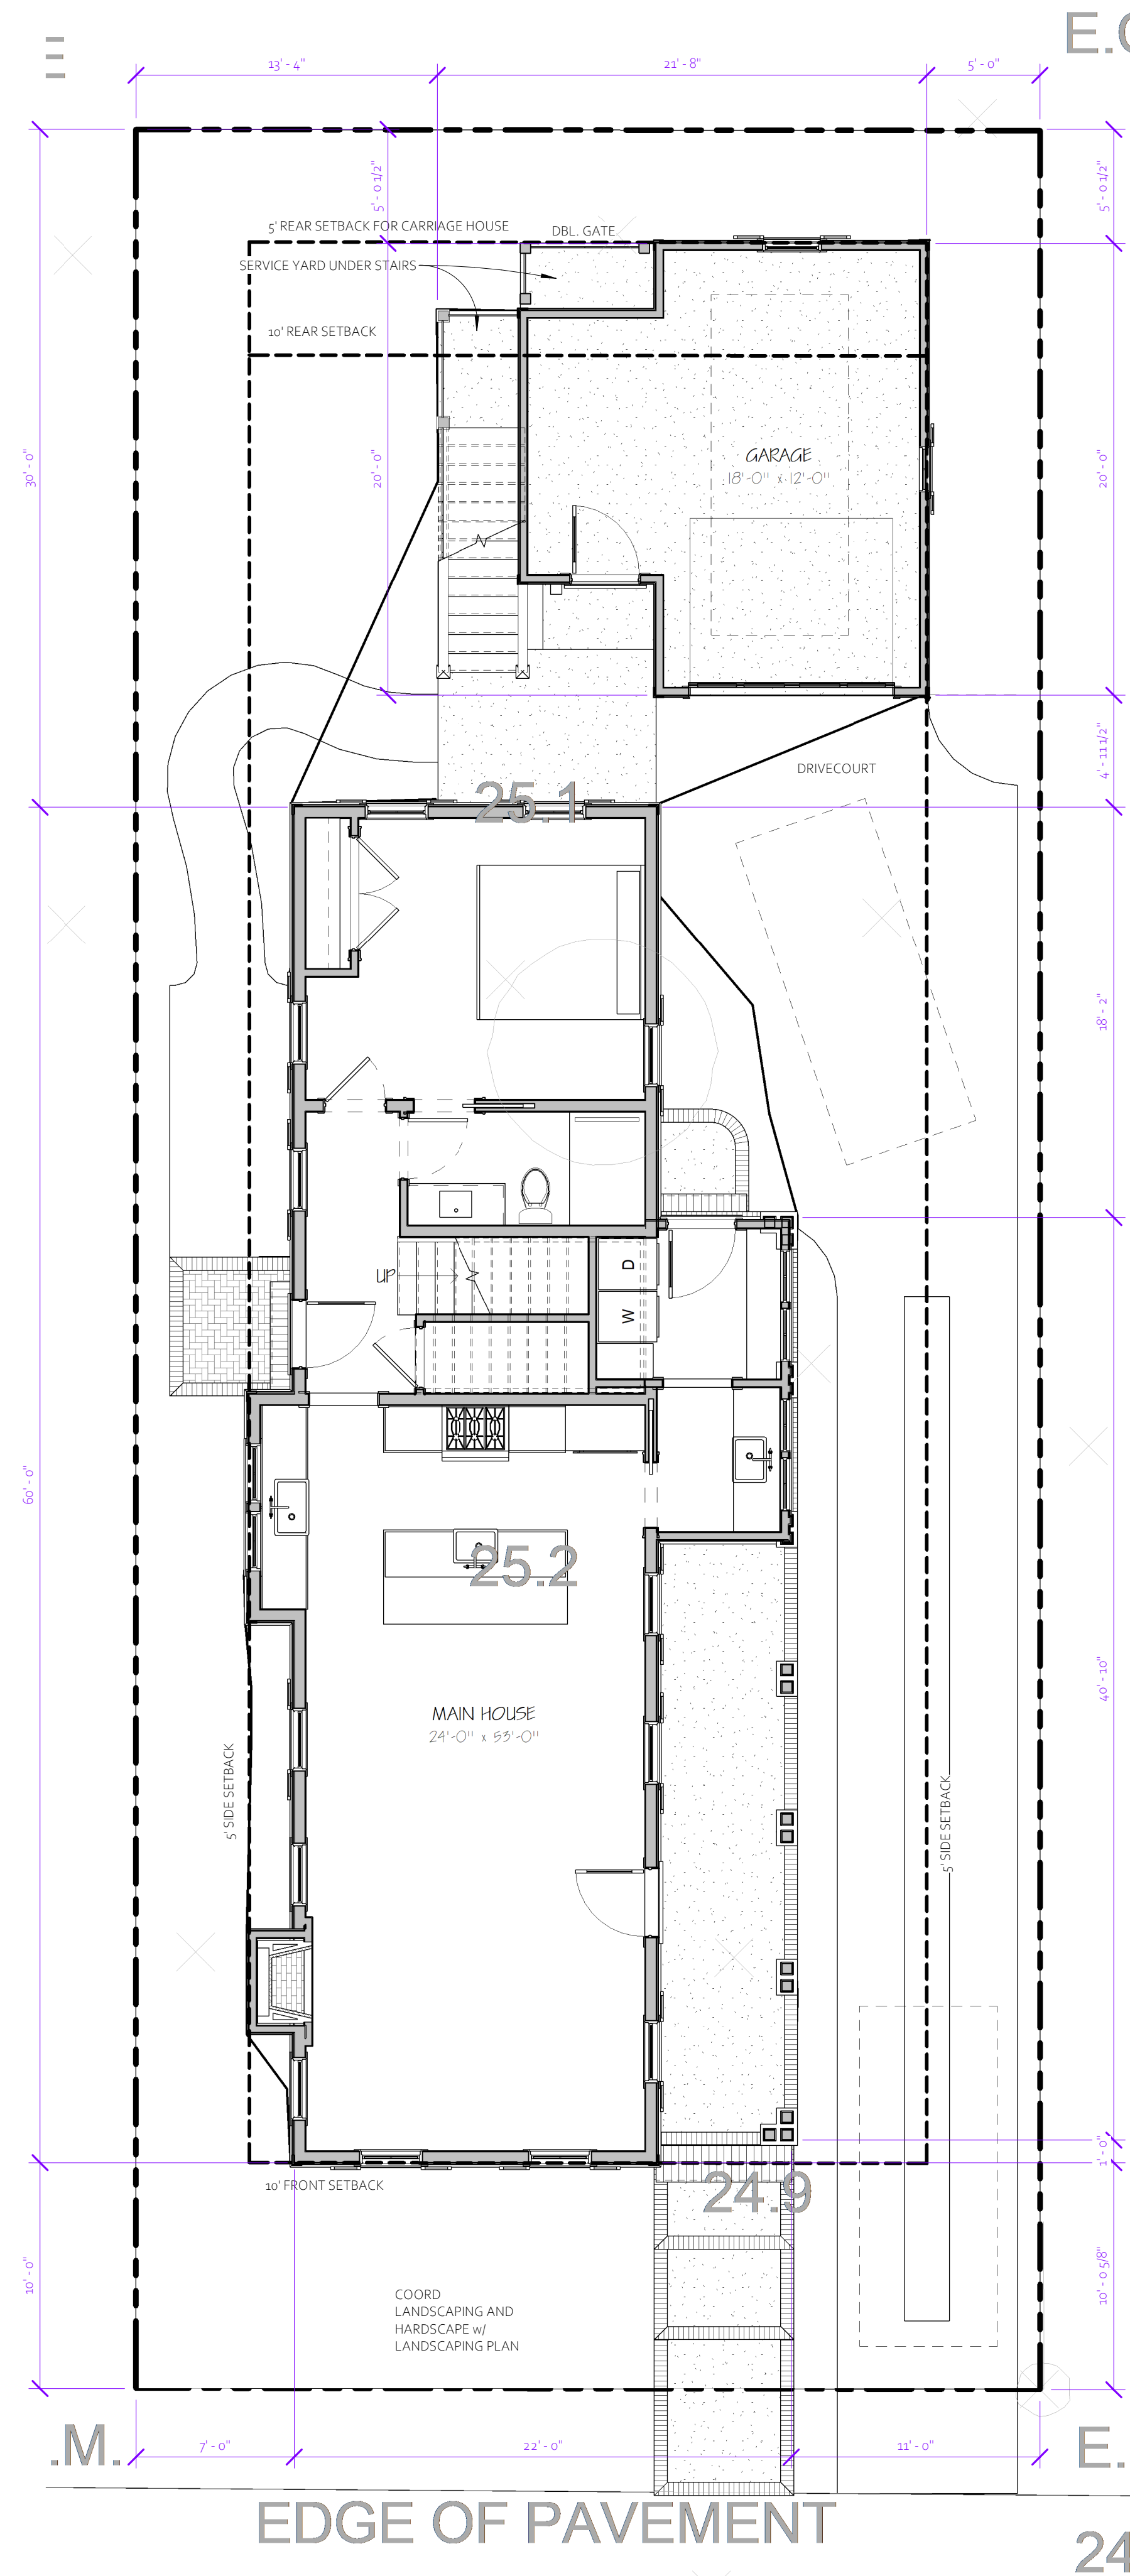 E.
13' - 4"
21' - 8"
5' - 0"
5' - 0 1/2"
5' - 0 1/2"
5' REAR SETBACK FOR CARRIAGE HOUSE
DBL. GATE
SERVICE YARD UNDER STAIRS
10' REAR SETBACK
30' - 0"
20' - 0"
GARAGE
18'-0" x 12'-0"
20' - 0"
4' - 11 1/2"
DRIVECOURT
25.1
18' - 2"
UP
D
W
60' - 0"
25.2
MAIN HOUSE
24'-0" x 53'-0"
40' - 10"
5' SIDE SETBACK
5' SIDE SETBACK
1' - 0"
10' FRONT SETBACK
24.9
10' - 0"
COORD
LANDSCAPING AND
HARDSCAPE w/
LANDSCAPING PLAN
10' - 0 5/8"
.M.
7' - 0"
22' - 0"
11' - 0"
E.
EDGE OF PAVEMENT
24